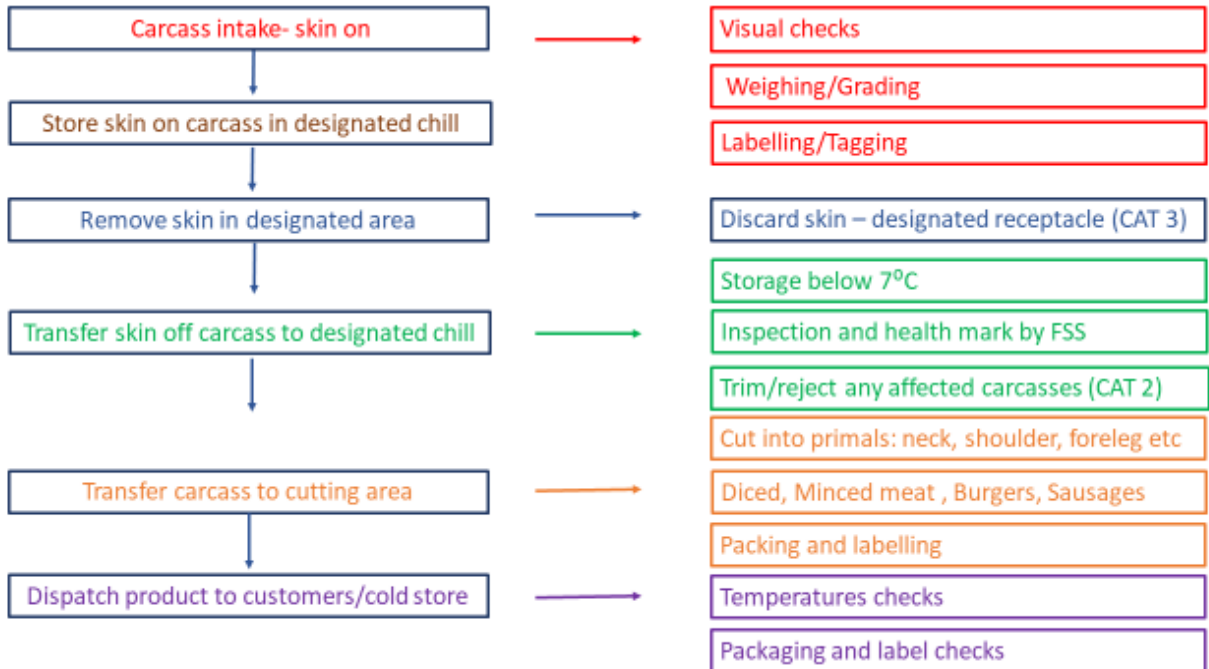 Carcass intake- skin on
Visual checks
Weighing/Grading
Store skin on carcass in designated chill
Labelling/Tagging
Remove skin in designated area
Discard skin – designated receptacle (CAT 3)
Storage below 7⁰C
Transfer skin off carcass to designated chill
Inspection and health mark by FSS
Trim/reject any affected carcasses (CAT 2)
Cut into primals: neck, shoulder, foreleg etc
Transfer carcass to cutting area
Diced, Minced meat , Burgers, Sausages
Packing and labelling
Dispatch product to customers/cold store
Temperatures checks
Packaging and label checks